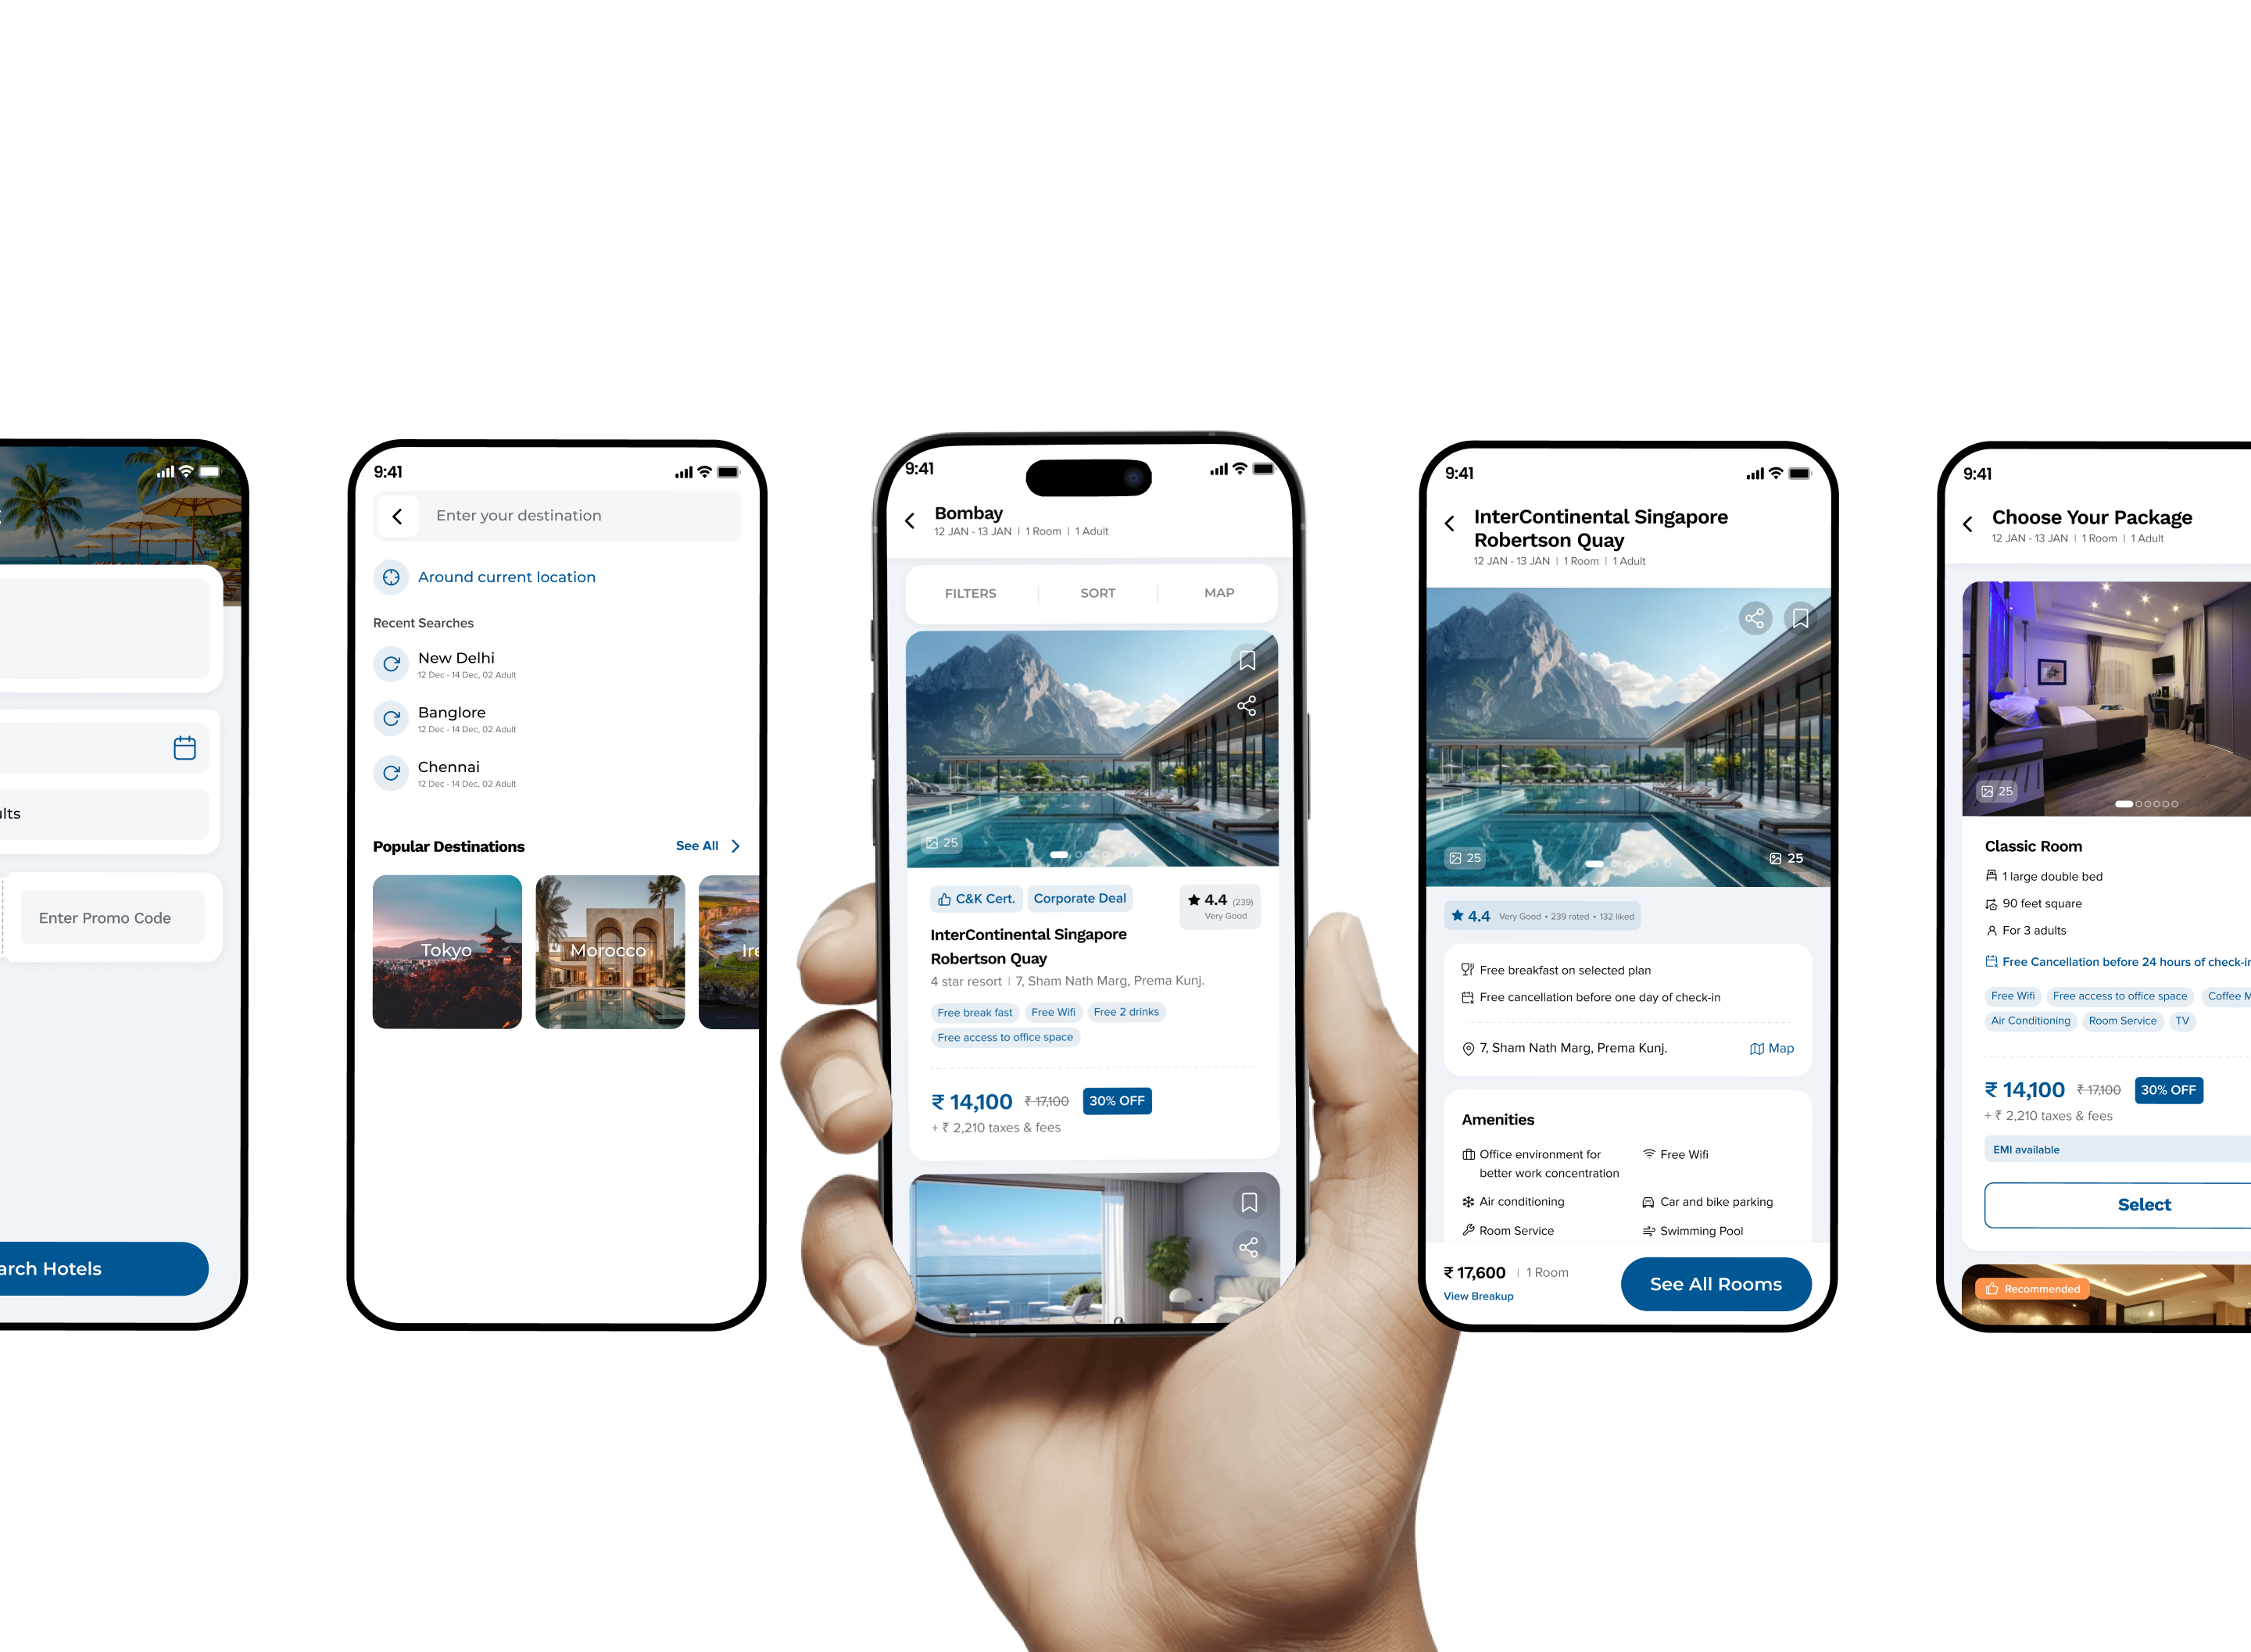 Enter Promo Code
9:41
Enter your destination
Around current location
Recent Searches
New Delhi
12 Dec - 14 Dec, 02 Adult
Banglore
12 Dec - 14 Dec, 02 Adult
Chennai
12 Dec - 14 Dec, 02 Adult
Popular Destinations
See All
Tokyo
Morocco
9:41
Bombay
12 JAN - 13 JAN | 1 Room | 1 Adult
FILTERS | SORT | MAP
25
C&K Cert.
Corporate Deal
4.4 (239)
Very Good
InterContinental Singapore
Robertson Quay
4 star resort | 7, Sham Nath Marg, Prema Kunj.
Free break fast
Free Wifi
Free 2 drinks
Free access to office space
₹ 14,100 ₹ 17,100 30% OFF
+ ₹ 2,210 taxes & fees
9:41
InterContinental Singapore
Robertson Quay
12 JAN - 13 JAN | 1 Room | 1 Adult
25
25
4.4 Very Good • 239 rated • 132 liked
Free breakfast on selected plan
Free cancellation before one day of check-in
7, Sham Nath Marg, Prema Kunj.
Map
Amenities
Office environment for
better work concentration
Free Wifi
Air conditioning
Car and bike parking
Room Service
Swimming Pool
₹ 17,600 | 1 Room
View Breakup
See All Rooms
9:41
Choose Your Package
12 JAN - 13 JAN | 1 Room | 1 Adult
25
Classic Room
1 large double bed
90 feet square
For 3 adults
Free Cancellation before 24 hours of
Free Wifi
Free access to office space
Coffee
Air Conditioning
Room Service
TV
₹ 14,100 ₹ 17,100 30% OFF
+ ₹ 2,210 taxes & fees
EMI available
Select
Recommended
Hotels